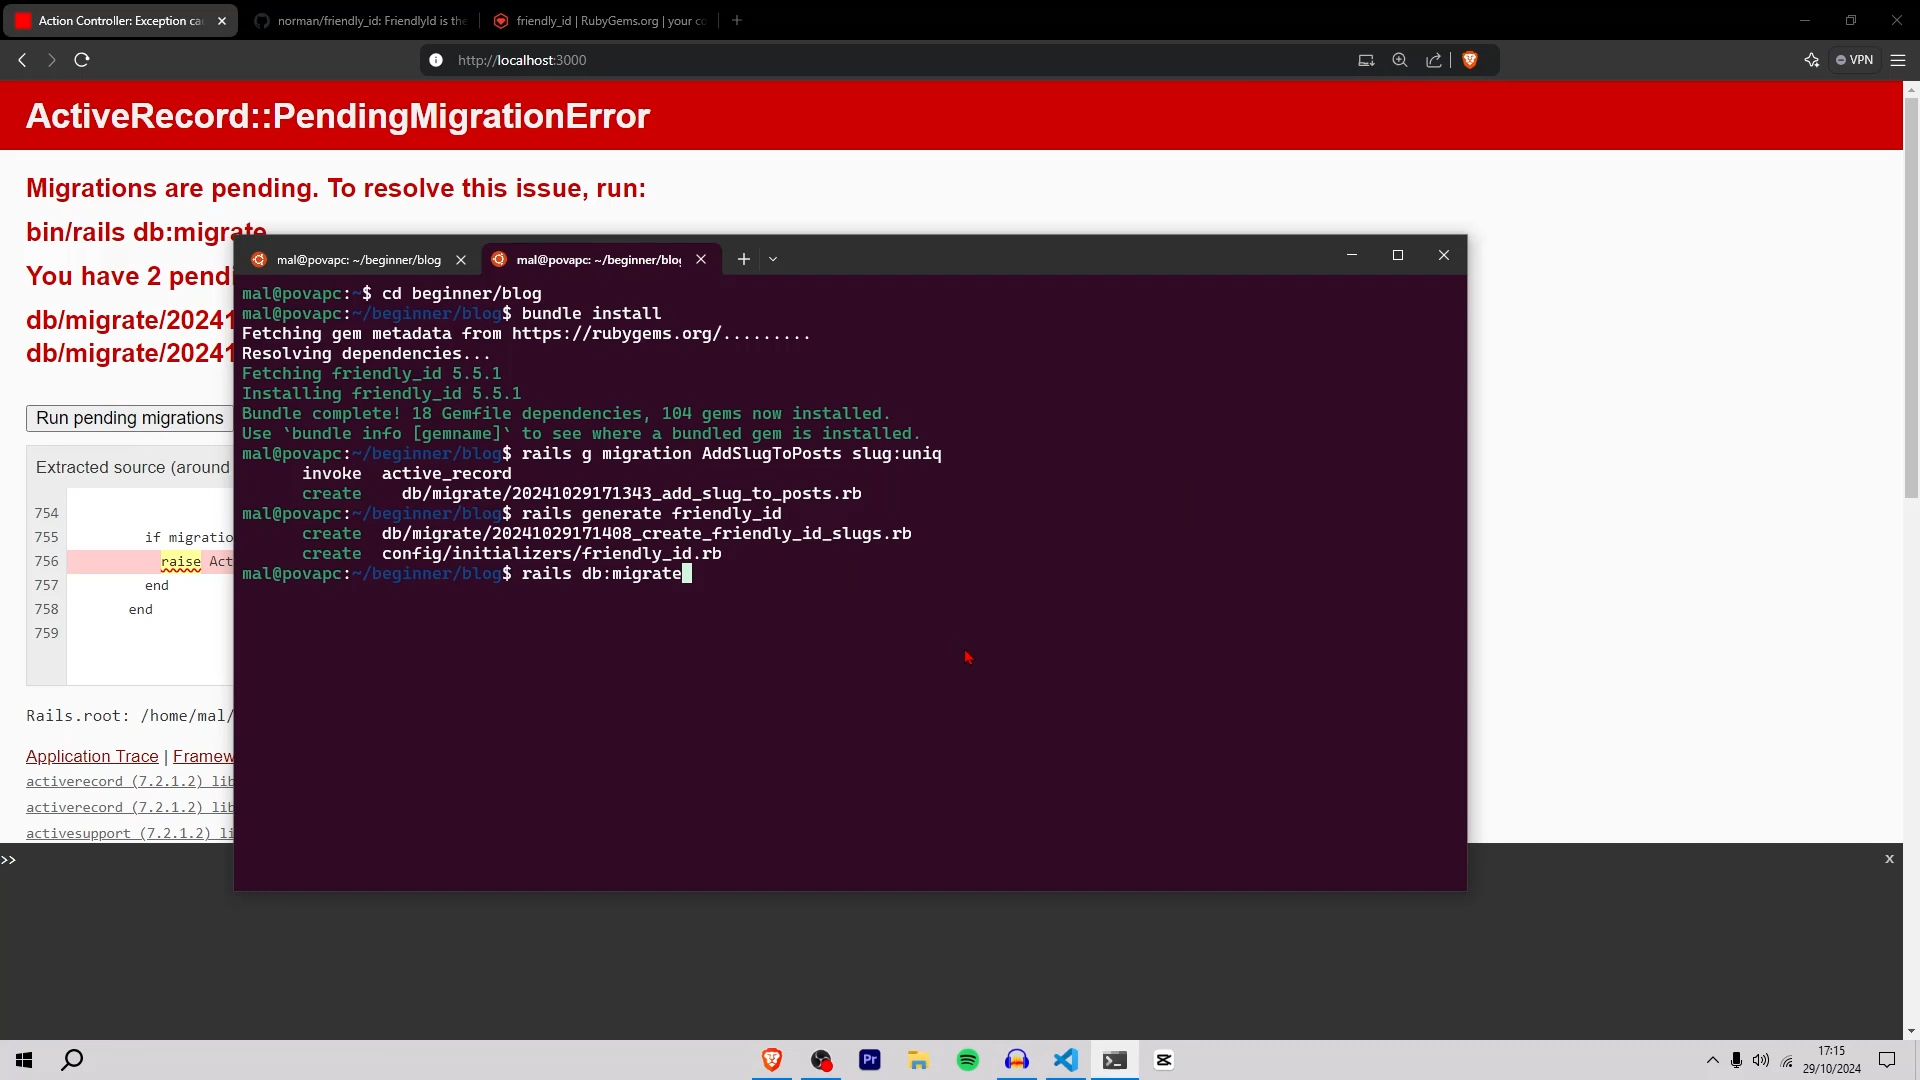 Action Controller: Exception ca
norman/friendly_id: FriendlyId is the
friendly_id | RubyGems.org | your co
http://localhost:3000
VPN
ActiveRecord::PendingMigrationError
Migrations are pending. To resolve this issue, run:
bin/rails db:migrate
You have 2 pendi
db/migrate/20241
db/migrate/20241
Run pending migrations
Extracted source (around
754
755 if migratio
756 raise Act
757 end
758 end
759
Rails.root: /home/mal/
Application Trace | Framew
activerecord (7.2.1.2) lib
activerecord (7.2.1.2) lib
activesupport (7.2.1.2) li
>>
x
mal@povapc: ~/beginner/blog
mal@povapc: ~/beginner/blog
mal@povapc:~$ cd beginner/blog
mal@povapc:~/beginner/blog$ bundle install
Fetching gem metadata from https://rubygems.org/.........
Resolving dependencies...
Fetching friendly_id 5.5.1
Installing friendly_id 5.5.1
Bundle complete! 18 Gemfile dependencies, 104 gems now installed.
Use `bundle info [gemname]` to see where a bundled gem is installed.
mal@povapc:~/beginner/blog$ rails g migration AddSlugToPosts slug:uniq
invoke active_record
create db/migrate/20241029171343_add_slug_to_posts.rb
mal@povapc:~/beginner/blog$ rails generate friendly_id
create db/migrate/20241029171408_create_friendly_id_slugs.rb
create config/initializers/friendly_id.rb
mal@povapc:~/beginner/blog$ rails db:migrate
Pr
17:15
29/10/2024